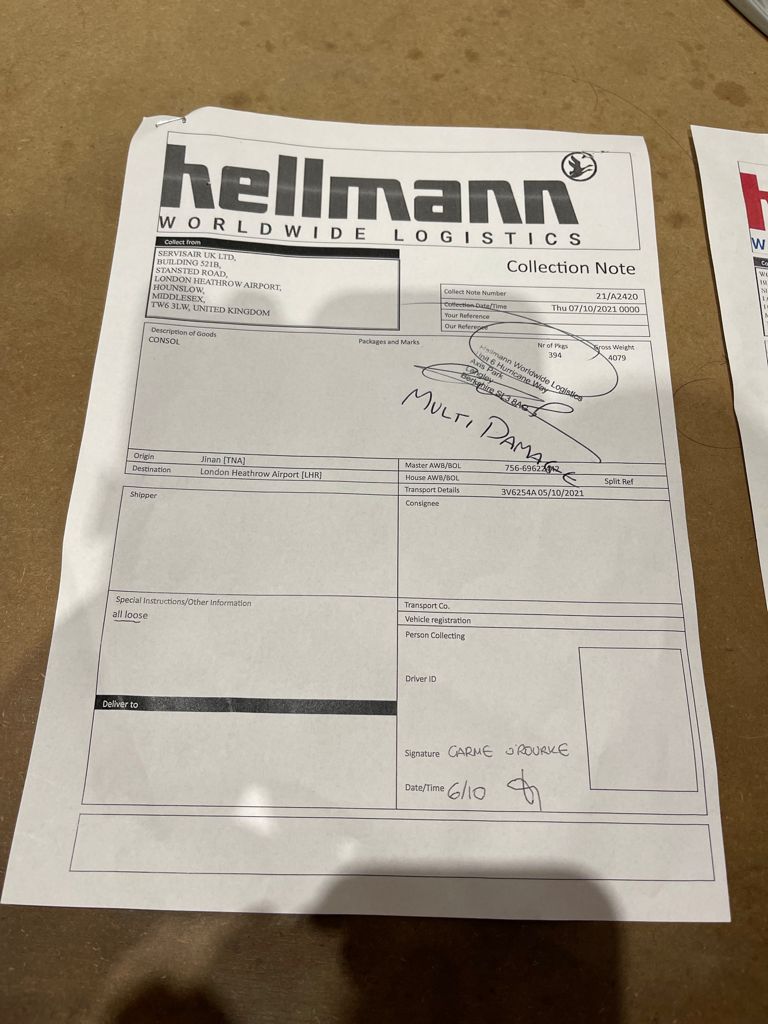 hellmann
WORLDWIDE LOGISTICS
Collect from
SERVISAIR UK LTD,
BUILDING 521B,
STANSTED ROAD,
LONDON HEATHROW AIRPORT,
HOUNSLOW,
MIDDLESEX,
TW6 3LW, UNITED KINGDOM
Collection Note
Collect Note Number 21/A2420
Collection Date/Time Thu 07/10/2021 0000
Your Reference
Our Reference
Description of Goods Packages and Marks Nr of Pkgs Gross Weight
CONSOL 394 4079
Hellmann Worldwide Logistics
Unit 6 Hurricane Way
Axis Park
Langley
Berkshire SL3
MULTI DAMAGE
Origin Jinan [TNA]
Destination London Heathrow Airport [LHR]
Master AWB/BOL 756-69622
House AWB/BOL Split Ref
Transport Details 3V6254A 05/10/2021
Shipper
Consignee
Special Instructions/Other Information
all loose
Transport Co.
Vehicle registration
Person Collecting
Driver ID
Deliver to
Signature O'ROURKE
Date/Time 6/10
h
W